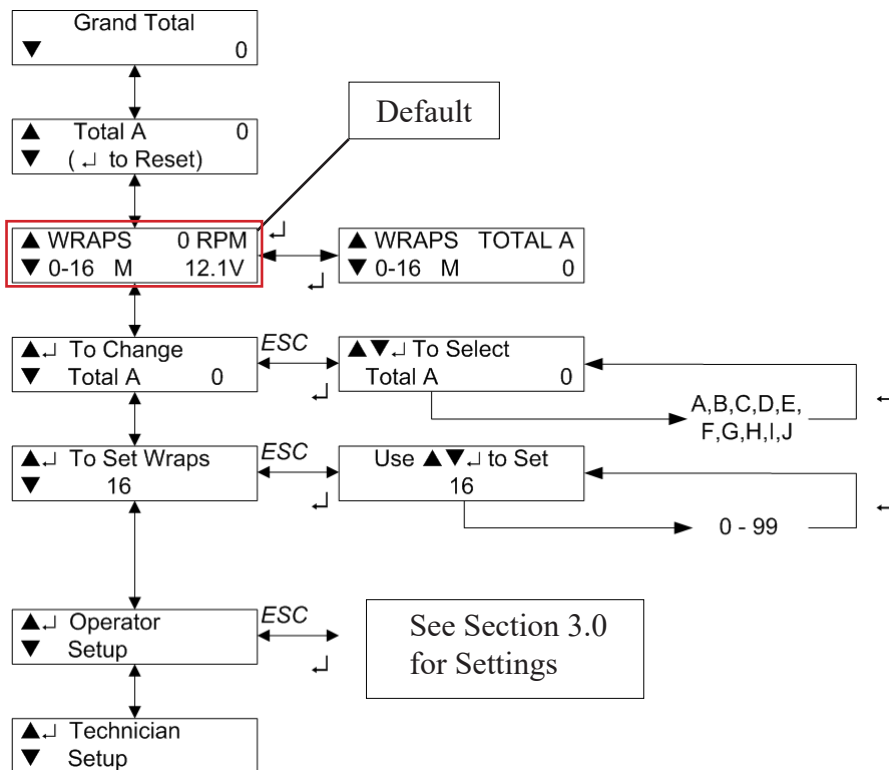 Grand Total
▼ 0
Default
▲ Total A 0
▼ (↵ to Reset)
▲ WRAPS 0 RPM
▼ 0-16 M 12.1V
↵
↵
▲ WRAPS TOTAL A
▼ 0-16 M 0
▲↵ To Change
▼ Total A 0
ESC
↵
▲▼↵ To Select
Total A 0
A,B,C,D,E,
F,G,H,I,J
↵
▲↵ To Set Wraps
▼ 16
ESC
↵
Use ▲▼↵ to Set
16
0 - 99
↵
▲↵ Operator
▼ Setup
ESC
↵
See Section 3.0
for Settings
▲↵ Technician
▼ Setup